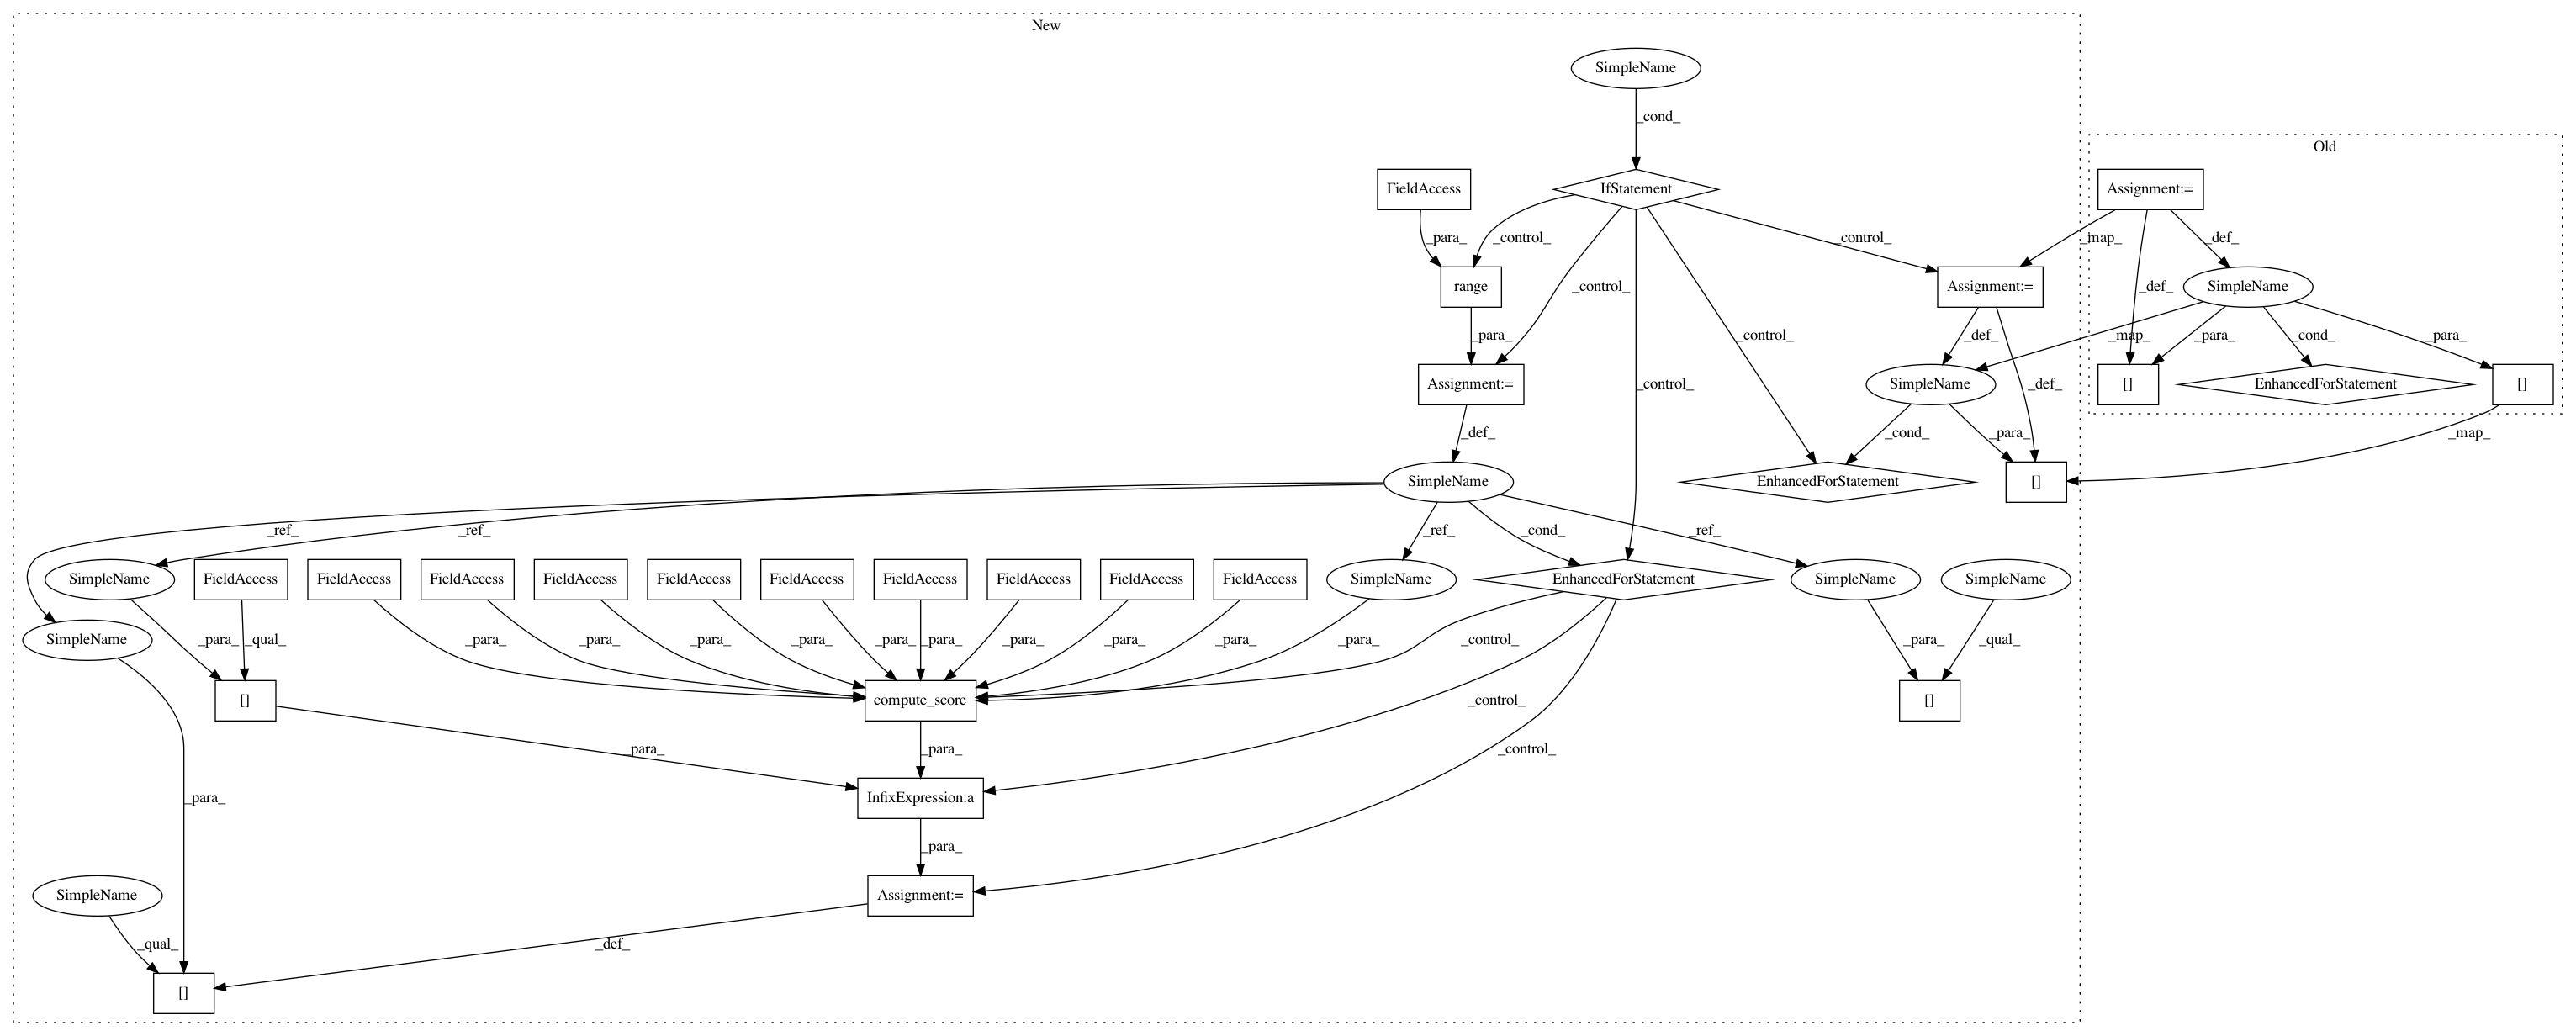 New
SimpleName
_cond_
Old
FieldAccess
IfStatement
Assignment:=
_para_
_control_
_control_
_map_
_def_
range
_control_
Assignment:=
_def_
SimpleName
_para_
_control_
_control_
_def_
_map_
_para_
_cond_
_para_
Assignment:=
_control_
SimpleName
_def_
[]
EnhancedForStatement
[]
_def_
_cond_
_para_
_map_
SimpleName
EnhancedForStatement
[]
_ref_
_ref_
_ref_
_cond_
_ref_
SimpleName
FieldAccess
FieldAccess
FieldAccess
FieldAccess
FieldAccess
FieldAccess
FieldAccess
FieldAccess
FieldAccess
FieldAccess
SimpleName
EnhancedForStatement
SimpleName
SimpleName
SimpleName
_para_
_qual_
_para_
_para_
_para_
_para_
_para_
_para_
_para_
_para_
_para_
_para_
_control_
_para_
_qual_
[]
compute_score
_control_
[]
_para_
_para_
_control_
_para_
InfixExpression:a
_para_
SimpleName
Assignment:=
_qual_
_def_
[]